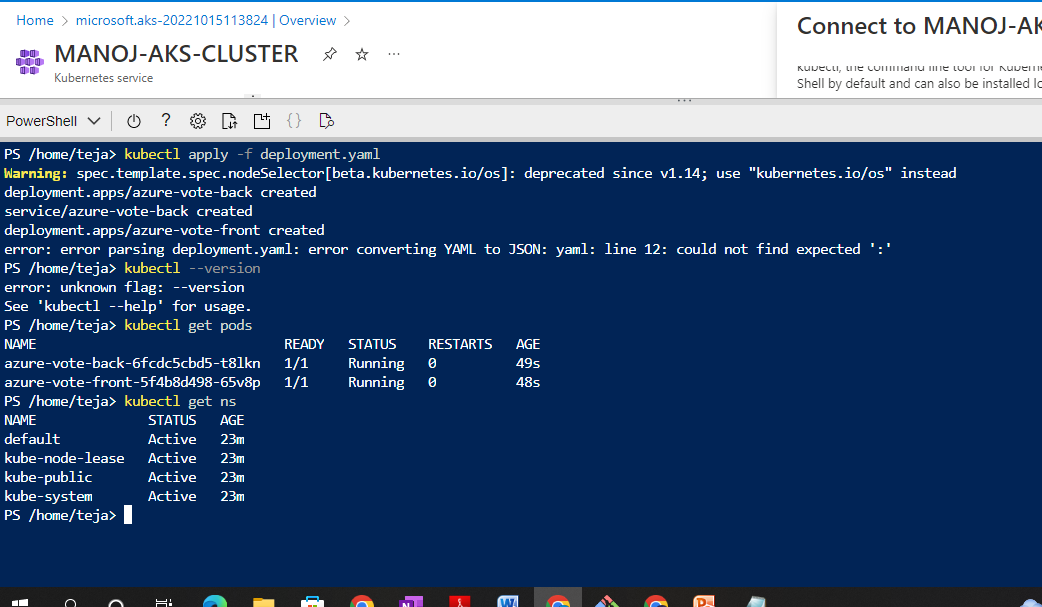 Home > microsoft.aks-20221015113824 | Overview >
MANOJ-AKS-CLUSTER
Kubernetes service
Connect to MANOJ-AK
kubectl, the command line tool for Kuberne
Shell by default and can also be installed lo
PowerShell
PS /home/teja> kubectl apply -f deployment.yaml
Warning: spec.template.spec.nodeSelector[beta.kubernetes.io/os]: deprecated since v1.14; use "kubernetes.io/os" instead
deployment.apps/azure-vote-back created
service/azure-vote-back created
deployment.apps/azure-vote-front created
error: error parsing deployment.yaml: error converting YAML to JSON: yaml: line 12: could not find expected ':'
PS /home/teja> kubectl --version
error: unknown flag: --version
See 'kubectl --help' for usage.
PS /home/teja> kubectl get pods
NAME READY STATUS RESTARTS AGE
azure-vote-back-6fcdc5cbd5-t8lkn 1/1 Running 0 49s
azure-vote-front-5f4b8d498-65v8p 1/1 Running 0 48s
PS /home/teja> kubectl get ns
NAME STATUS AGE
default Active 23m
kube-node-lease Active 23m
kube-public Active 23m
kube-system Active 23m
PS /home/teja>